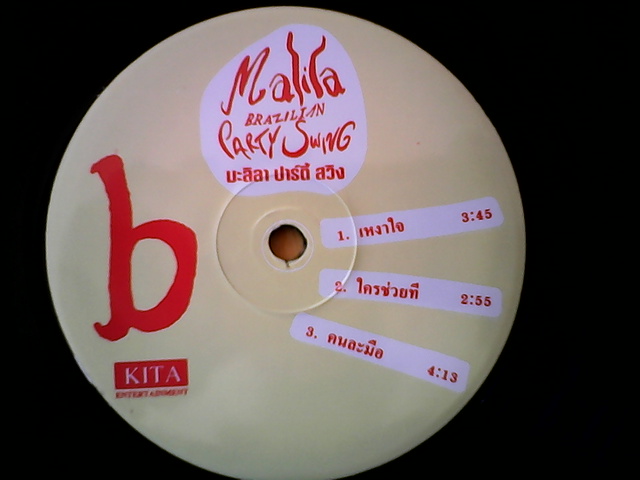 Malila
BRAZILIAN
PARTY SWING
มะลิลา ปาร์ตี้ สวิง
b
1. เหงาใจ 3:45
2. ใครช่วยที 2:55
3. คนละมือ 4:13
KITA
ENTERTAINMENT